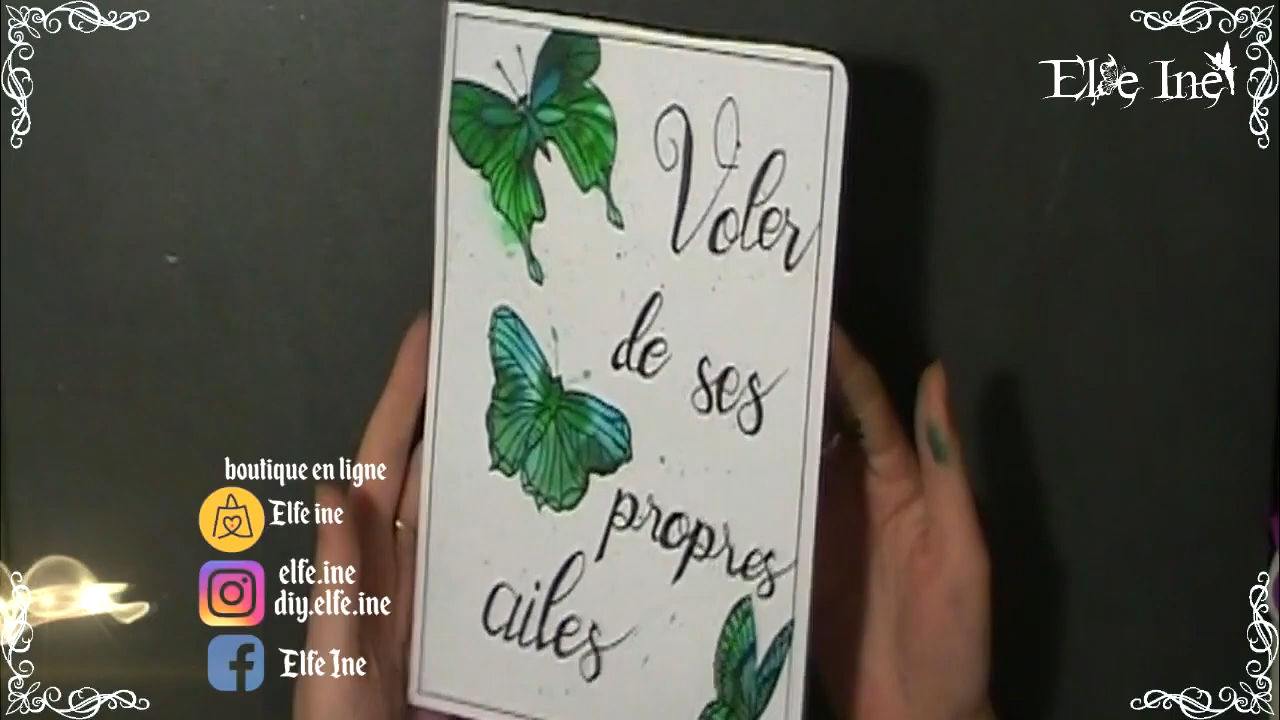 Elfe Ine
Voler
de ses
propres
ailes
boutique en ligne
Elfe ine
elfe.ine
diy.elfe.ine
Elfe Ine